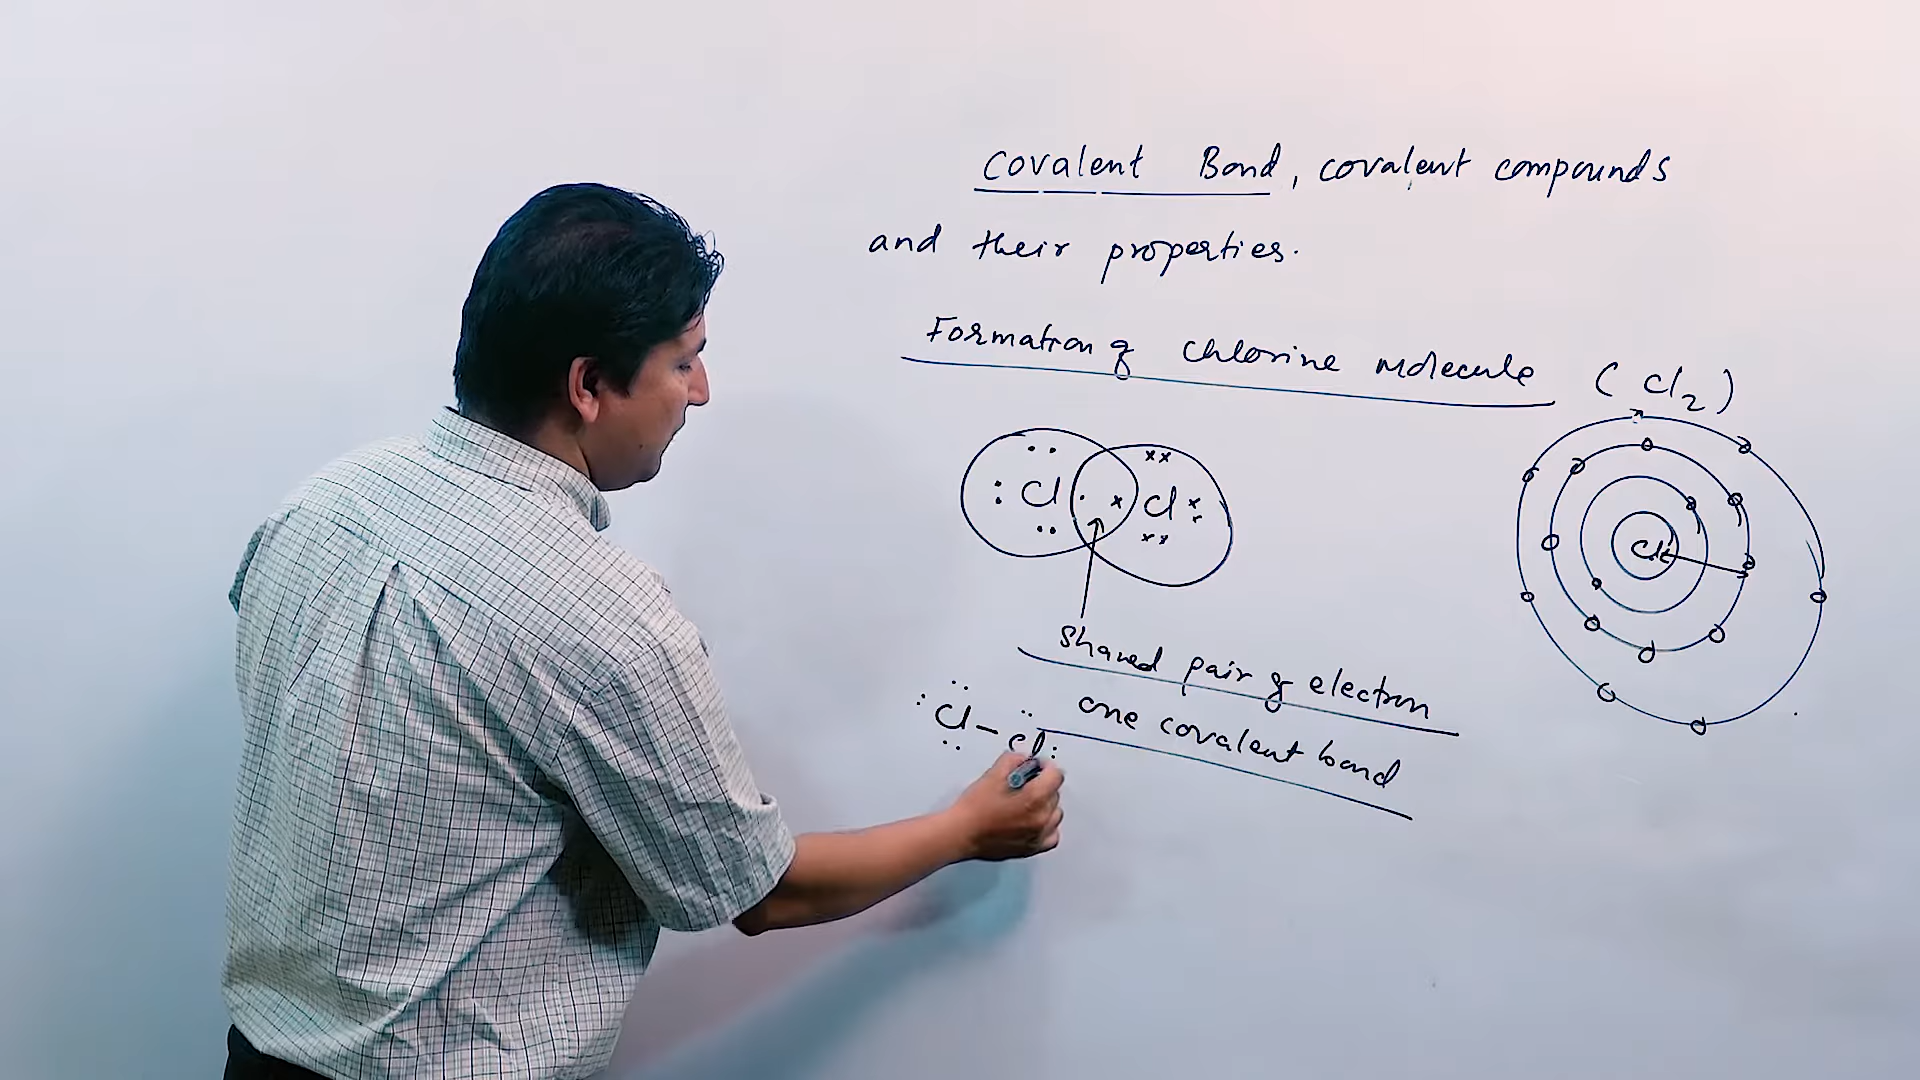 Covalent Bond, covalent compounds
and their properties.
Formation of chlorine molecule (Cl₂)
Cl Cl
Cl
shared pair of electron
one covalent bond
Cl-Cl